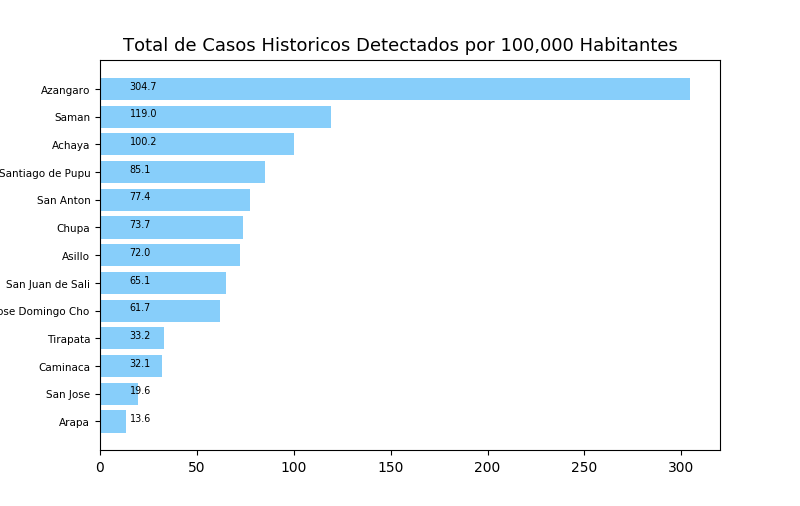 Total de Casos Historicos Detectados por 100,000 Habitantes
Azangaro 304.7
Saman 119.0
Achaya 100.2
Santiago de Pupu 85.1
San Anton 77.4
Chupa 73.7
Asillo 72.0
San Juan de Sali 65.1
ose Domingo Cho 61.7
Tirapata 33.2
Caminaca 32.1
San Jose 19.6
Arapa 13.6
0 50 100 150 200 250 300